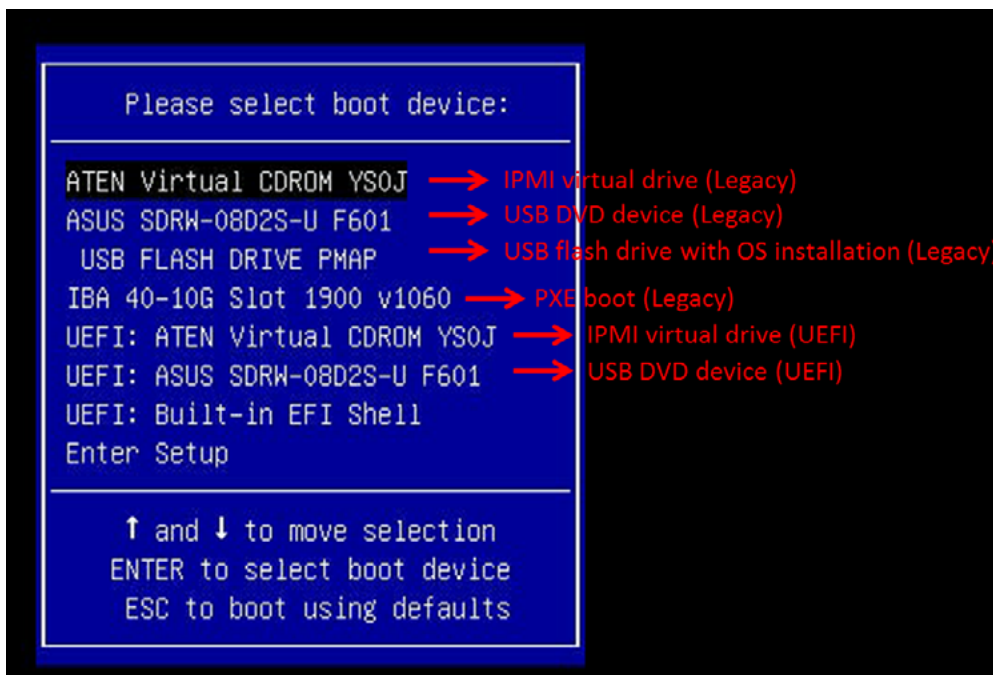 Please select boot device:
ATEN Virtual CDROM YS0J → IPMI virtual drive (Legacy)
ASUS SDRW-08D2S-U F601 → USB DVD device (Legacy)
USB FLASH DRIVE PMAP → USB flash drive with OS installation (Legacy)
IBA 40-10G Slot 1900 v1060 → PXE boot (Legacy)
UEFI: ATEN Virtual CDROM YS0J → IPMI virtual drive (UEFI)
UEFI: ASUS SDRW-08D2S-U F601 → USB DVD device (UEFI)
UEFI: Built-in EFI Shell
Enter Setup
↑ and ↓ to move selection
ENTER to select boot device
ESC to boot using defaults